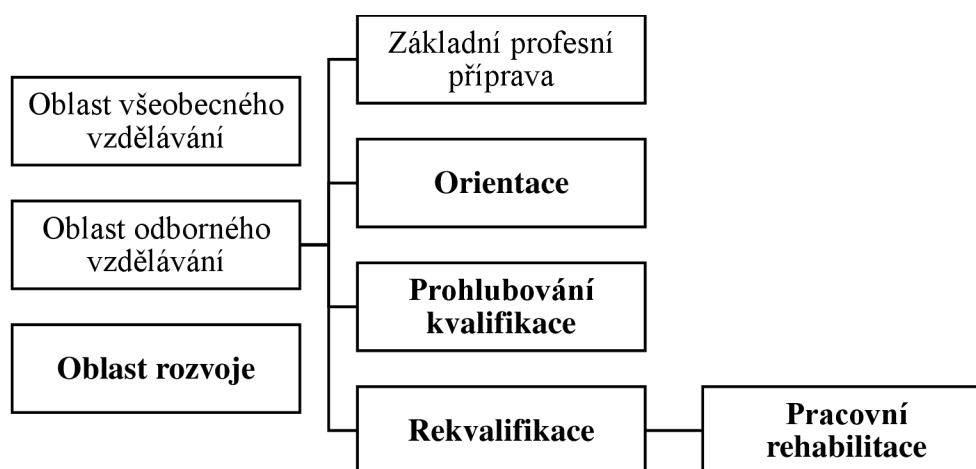 Oblast všeobecného
vzdělávání
Oblast odborného
vzdělávání
Oblast rozvoje
Základní profesní
příprava
Orientace
Prohlubování
kvalifikace
Rekvalifikace
Pracovní
rehabilitace